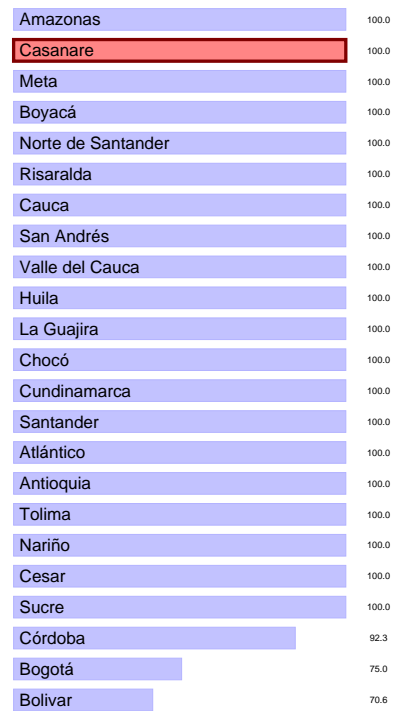 Amazonas 100.0
Casanare 100.0
Meta 100.0
Boyacá 100.0
Norte de Santander 100.0
Risaralda 100.0
Cauca 100.0
San Andrés 100.0
Valle del Cauca 100.0
Huila 100.0
La Guajira 100.0
Chocó 100.0
Cundinamarca 100.0
Santander 100.0
Atlántico 100.0
Antioquia 100.0
Tolima 100.0
Nariño 100.0
Cesar 100.0
Sucre 100.0
Córdoba 92.3
Bogotá 75.0
Bolivar 70.6